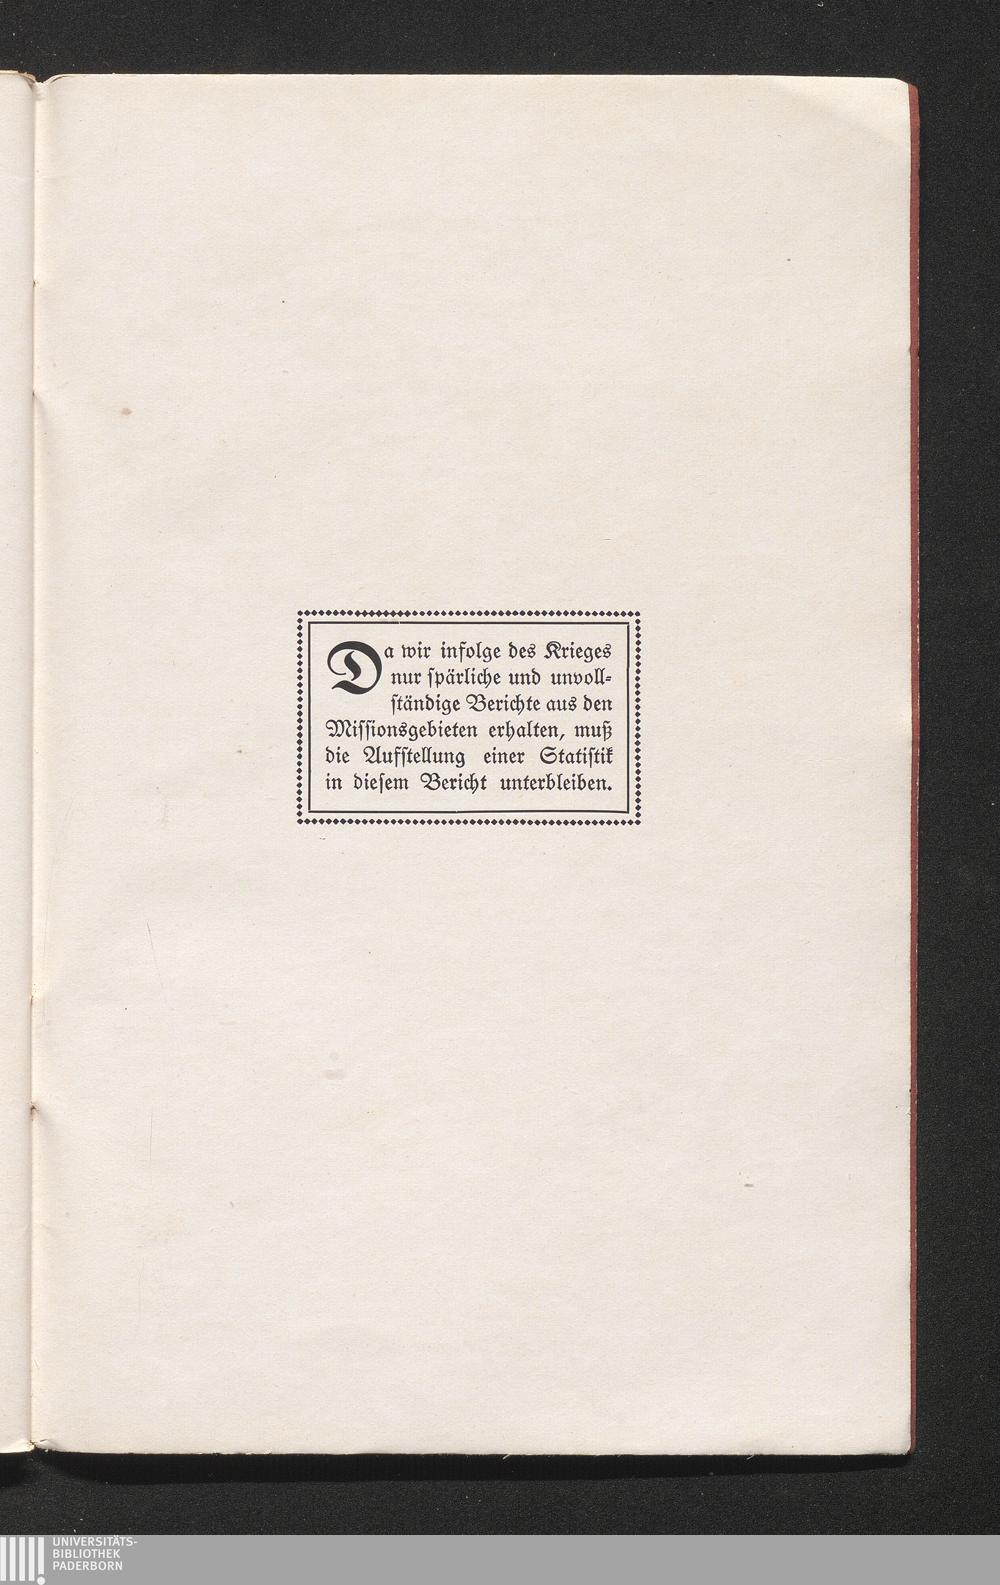 Da wir infolge des Krieges
nur spärliche und unvoll-
ständige Berichte aus den
Missionsgebieten erhalten, muß
die Aufstellung einer Statistik
in diesem Bericht unterbleiben.
UNIVERSITÄTS-
BIBLIOTHEK
PADERBORN